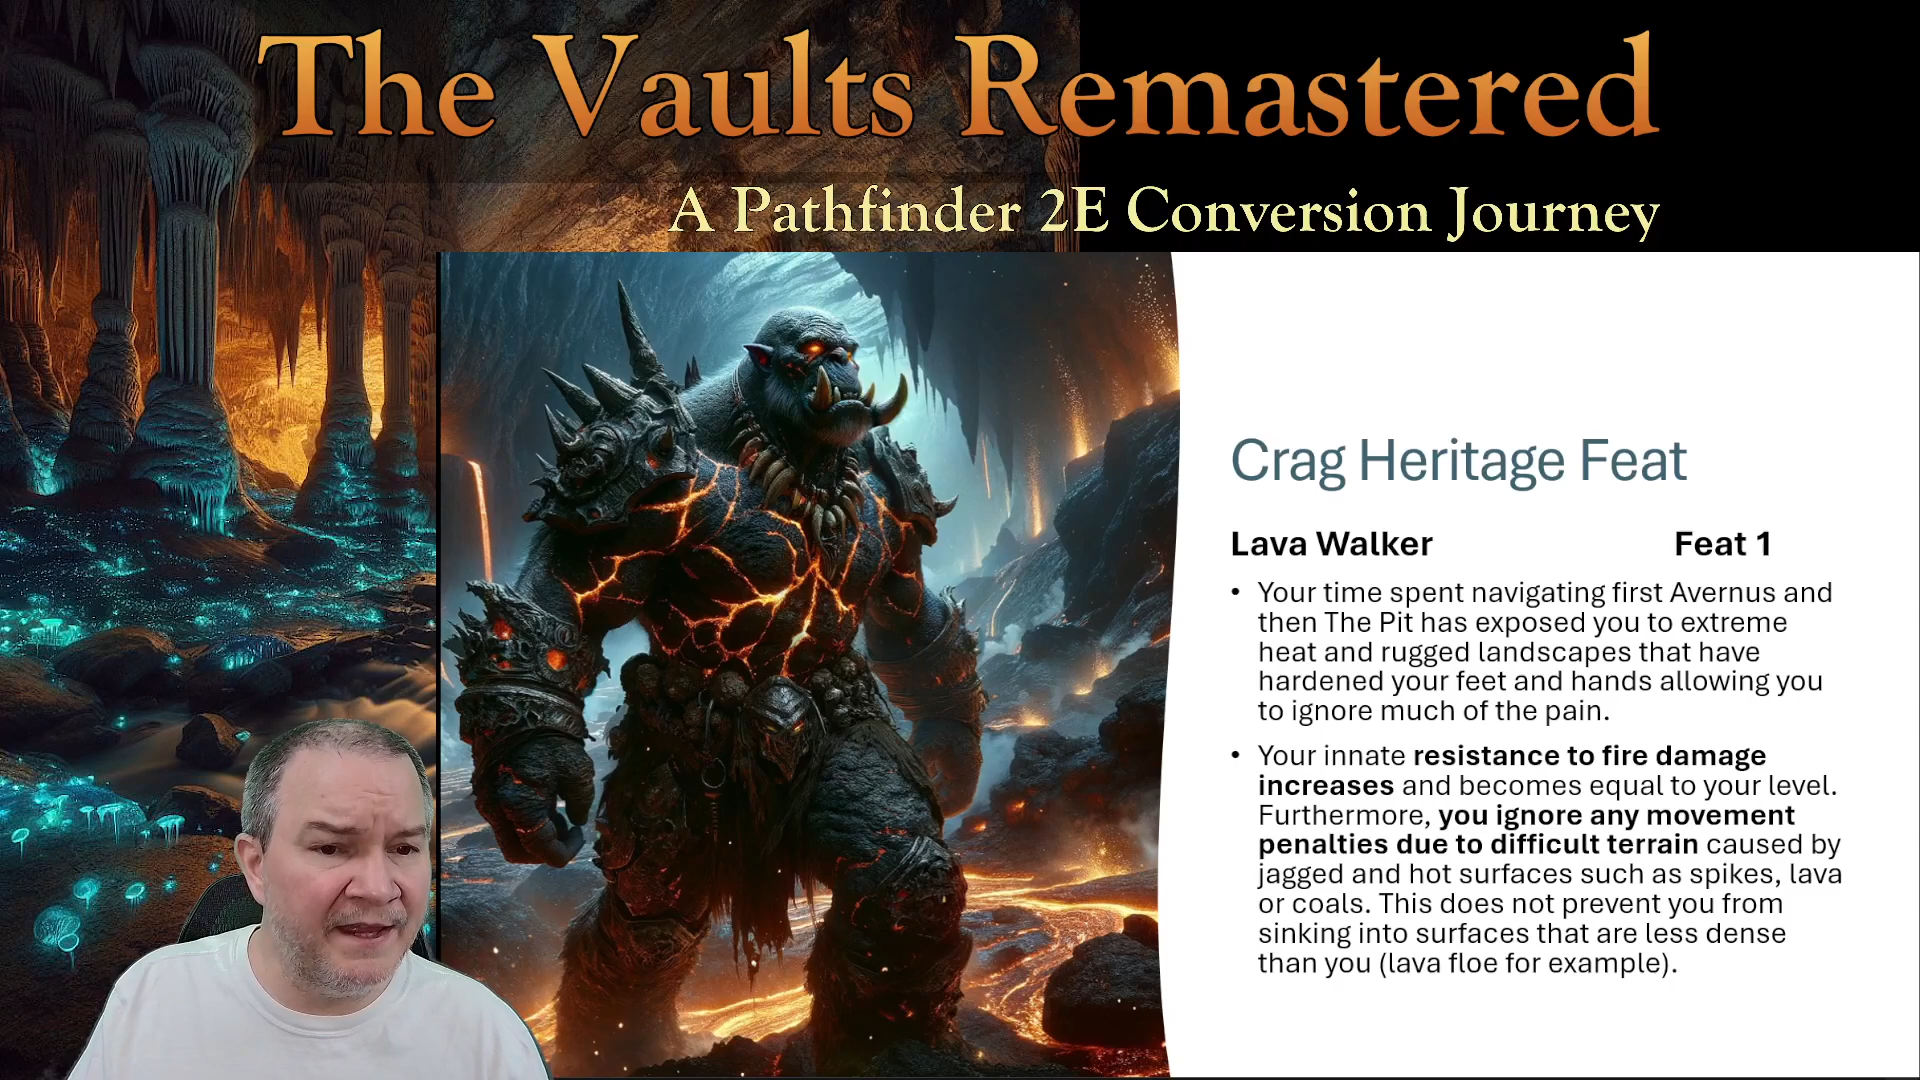 The Vaults Remastered
A Pathfinder 2E Conversion Journey
Crag Heritage Feat
Lava Walker Feat 1
• Your time spent navigating first Avernus and
then The Pit has exposed you to extreme
heat and rugged landscapes that have
hardened your feet and hands allowing you
to ignore much of the pain.
• Your innate resistance to fire damage
increases and becomes equal to your level.
Furthermore, you ignore any movement
penalties due to difficult terrain caused by
jagged and hot surfaces such as spikes, lava
or coals. This does not prevent you from
sinking into surfaces that are less dense
than you (lava floe for example).